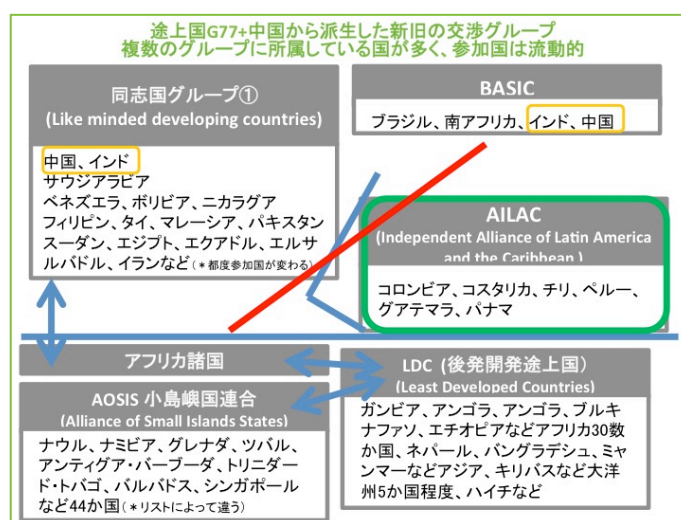 途上国G77+中国から派生した新旧の交渉グループ
複数のグループに所属している国が多く、参加国は流動的
同志国グループ①
(Like minded developing countries)
中国、インド
サウジアラビア
ベネズエラ、ボリビア、ニカラグア
フィリピン、タイ、マレーシア、パキスタン
スーダン、エジプト、エクアドル、エルサ
ルバドル、イランなど(*都度参加国が変わる)
BASIC
ブラジル、南アフリカ、インド、中国
AILAC
(Independent Alliance of Latin America
and the Caribbean )
コロンビア、コスタリカ、チリ、ペルー、
グアテマラ、パナマ
アフリカ諸国
AOSIS 小島嶼国連合
(Alliance of Small Islands States)
ナウル、ナミビア、グレナダ、ツバル、
アンティグア・バーブーダ、トリニダー
ド・トバゴ、バルバドス、シンガポール
など44か国(*リストによって違う)
LDC (後発開発途上国)
(Least Developed Countries)
ガンビア、アンゴラ、アンゴラ、ブルキ
ナファソ、エチオピアなどアフリカ30数
か国、ネパール、バングラデシュ、ミャ
ンマーなどアジア、キリバスなど大洋
州5か国程度、ハイチなど